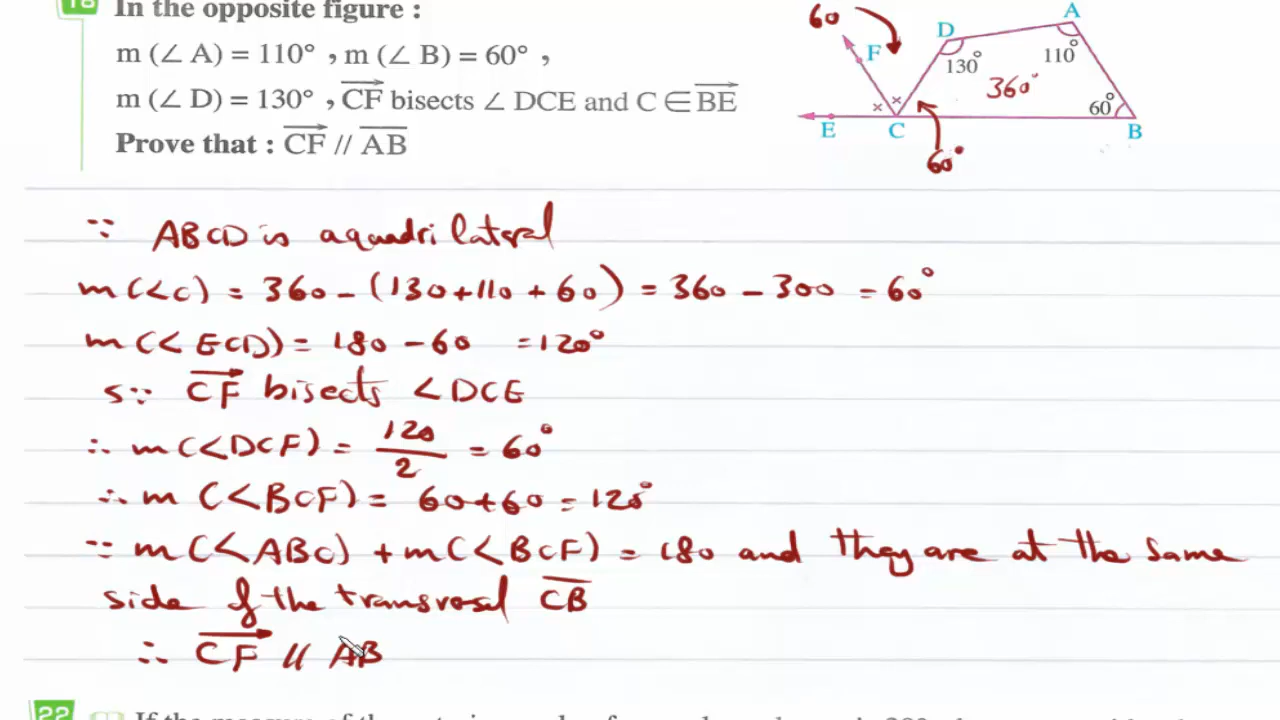 18 In the opposite figure :
m (∠ A) = 110° , m (∠ B) = 60° ,
m (∠ D) = 130° , CF bisects ∠ DCE and C ∈ BE
Prove that : CF // AB
60
A
D
F
130°
110°
360°
60°
E
C
B
60°
∵ ABCD is a quadrilateral
m(<C) = 360 - (130+110+60) = 360 - 300 = 60°
m(<ECD) = 180 - 60 = 120°
s∵ CF bisects <DCE
∴ m(<DCF) = 120/2 = 60°
∴ m (<BCF) = 60+60 = 120°
∵ m(<ABC) + m(<BCF) = 180 and they are at the same
side of the transvosal CB
∴ CF // AB
22